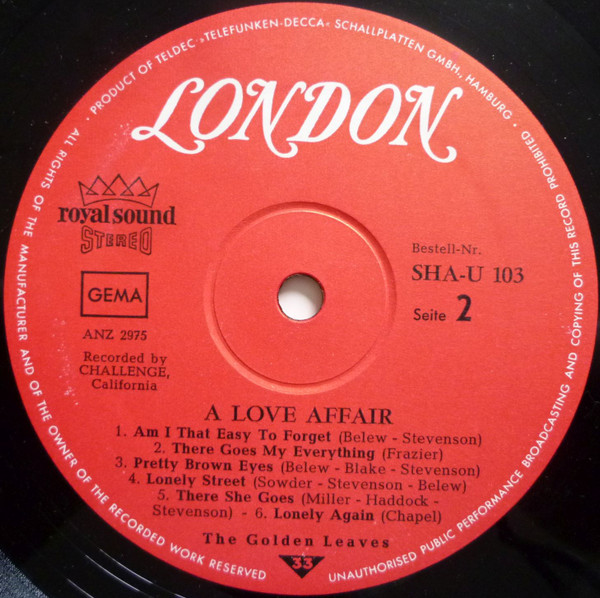 · PRODUCT OF TELDEC »TELEFUNKEN-DECCA« SCHALLPLATTEN GMBH., HAMBURG ·
ALL RIGHTS OF THE MANUFACTURER AND OF THE OWNER OF THE RECORDED WORK RESERVED
UNAUTHORISED PUBLIC PERFORMANCE BROADCASTING AND COPYING OF THIS RECORD PROHIBITED
LONDON
royal sound
STEREO
GEMA
ANZ 2975
Recorded by
CHALLENGE,
California
Bestell-Nr.
SHA-U 103
Seite 2
A LOVE AFFAIR
1. Am I That Easy To Forget (Belew - Stevenson)
2. There Goes My Everything (Frazier)
3. Pretty Brown Eyes (Belew - Blake - Stevenson)
4. Lonely Street (Sowder - Stevenson - Belew)
5. There She Goes (Miller - Haddock -
Stevenson) - 6. Lonely Again (Chapel)
The Golden Leaves
33